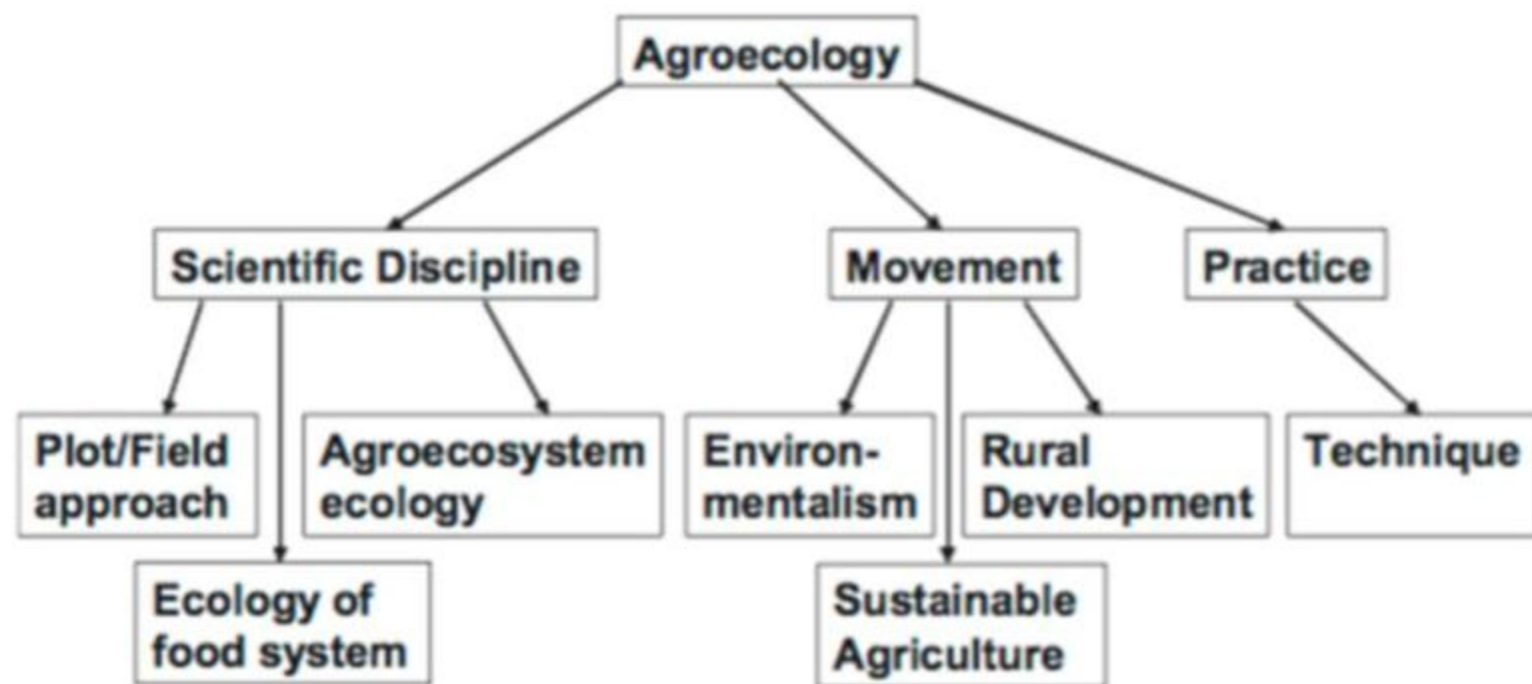 Agroecology
Scientific Discipline
Movement
Practice
Plot/Field
approach
Agroecosystem
ecology
Environ-
mentalism
Rural
Development
Technique
Ecology of
food system
Sustainable
Agriculture